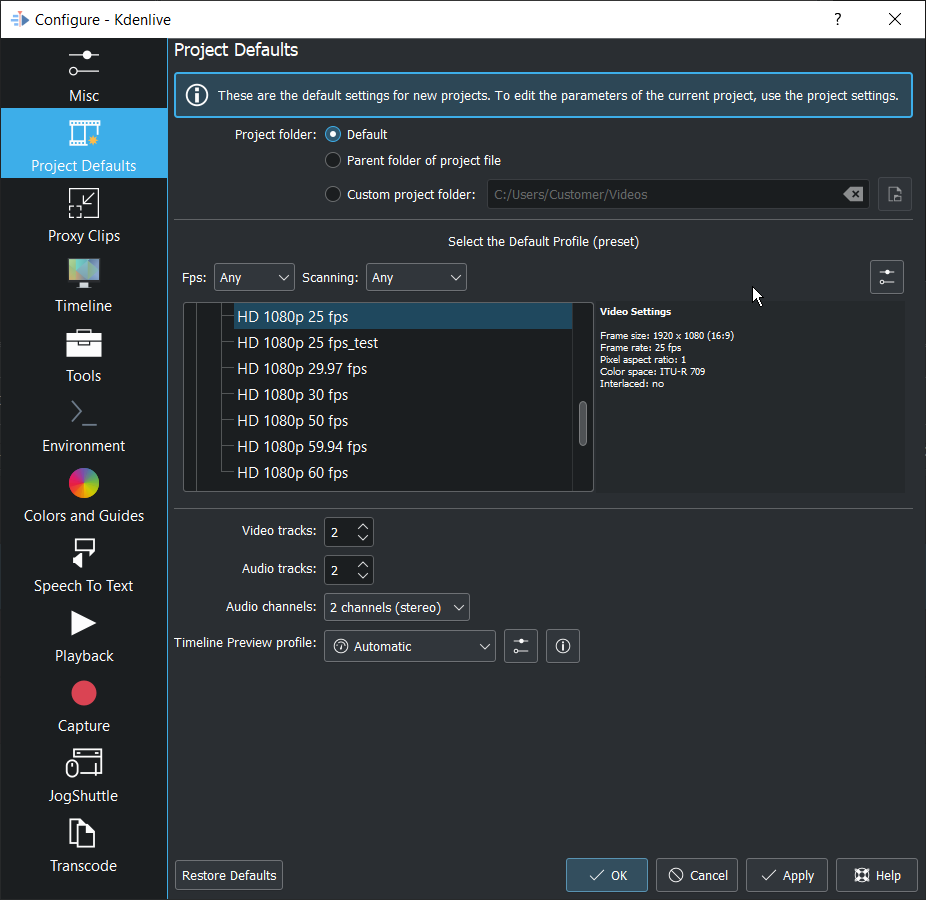 Configure - Kdenlive
?
Misc
Project Defaults
Proxy Clips
Timeline
Tools
Environment
Colors and Guides
Speech To Text
Playback
Capture
JogShuttle
Transcode
Project Defaults
These are the default settings for new projects. To edit the parameters of the current project, use the project settings.
Project folder: Default
Parent folder of project file
Custom project folder: C:/Users/Customer/Videos
Select the Default Profile (preset)
Fps: Any Scanning: Any
HD 1080p 25 fps
HD 1080p 25 fps_test
HD 1080p 29.97 fps
HD 1080p 30 fps
HD 1080p 50 fps
HD 1080p 59.94 fps
HD 1080p 60 fps
Video Settings
Frame size: 1920 x 1080 (16:9)
Frame rate: 25 fps
Pixel aspect ratio: 1
Color space: ITU-R 709
Interlaced: no
Video tracks: 2
Audio tracks: 2
Audio channels: 2 channels (stereo)
Timeline Preview profile: Automatic
Restore Defaults OK Cancel Apply Help